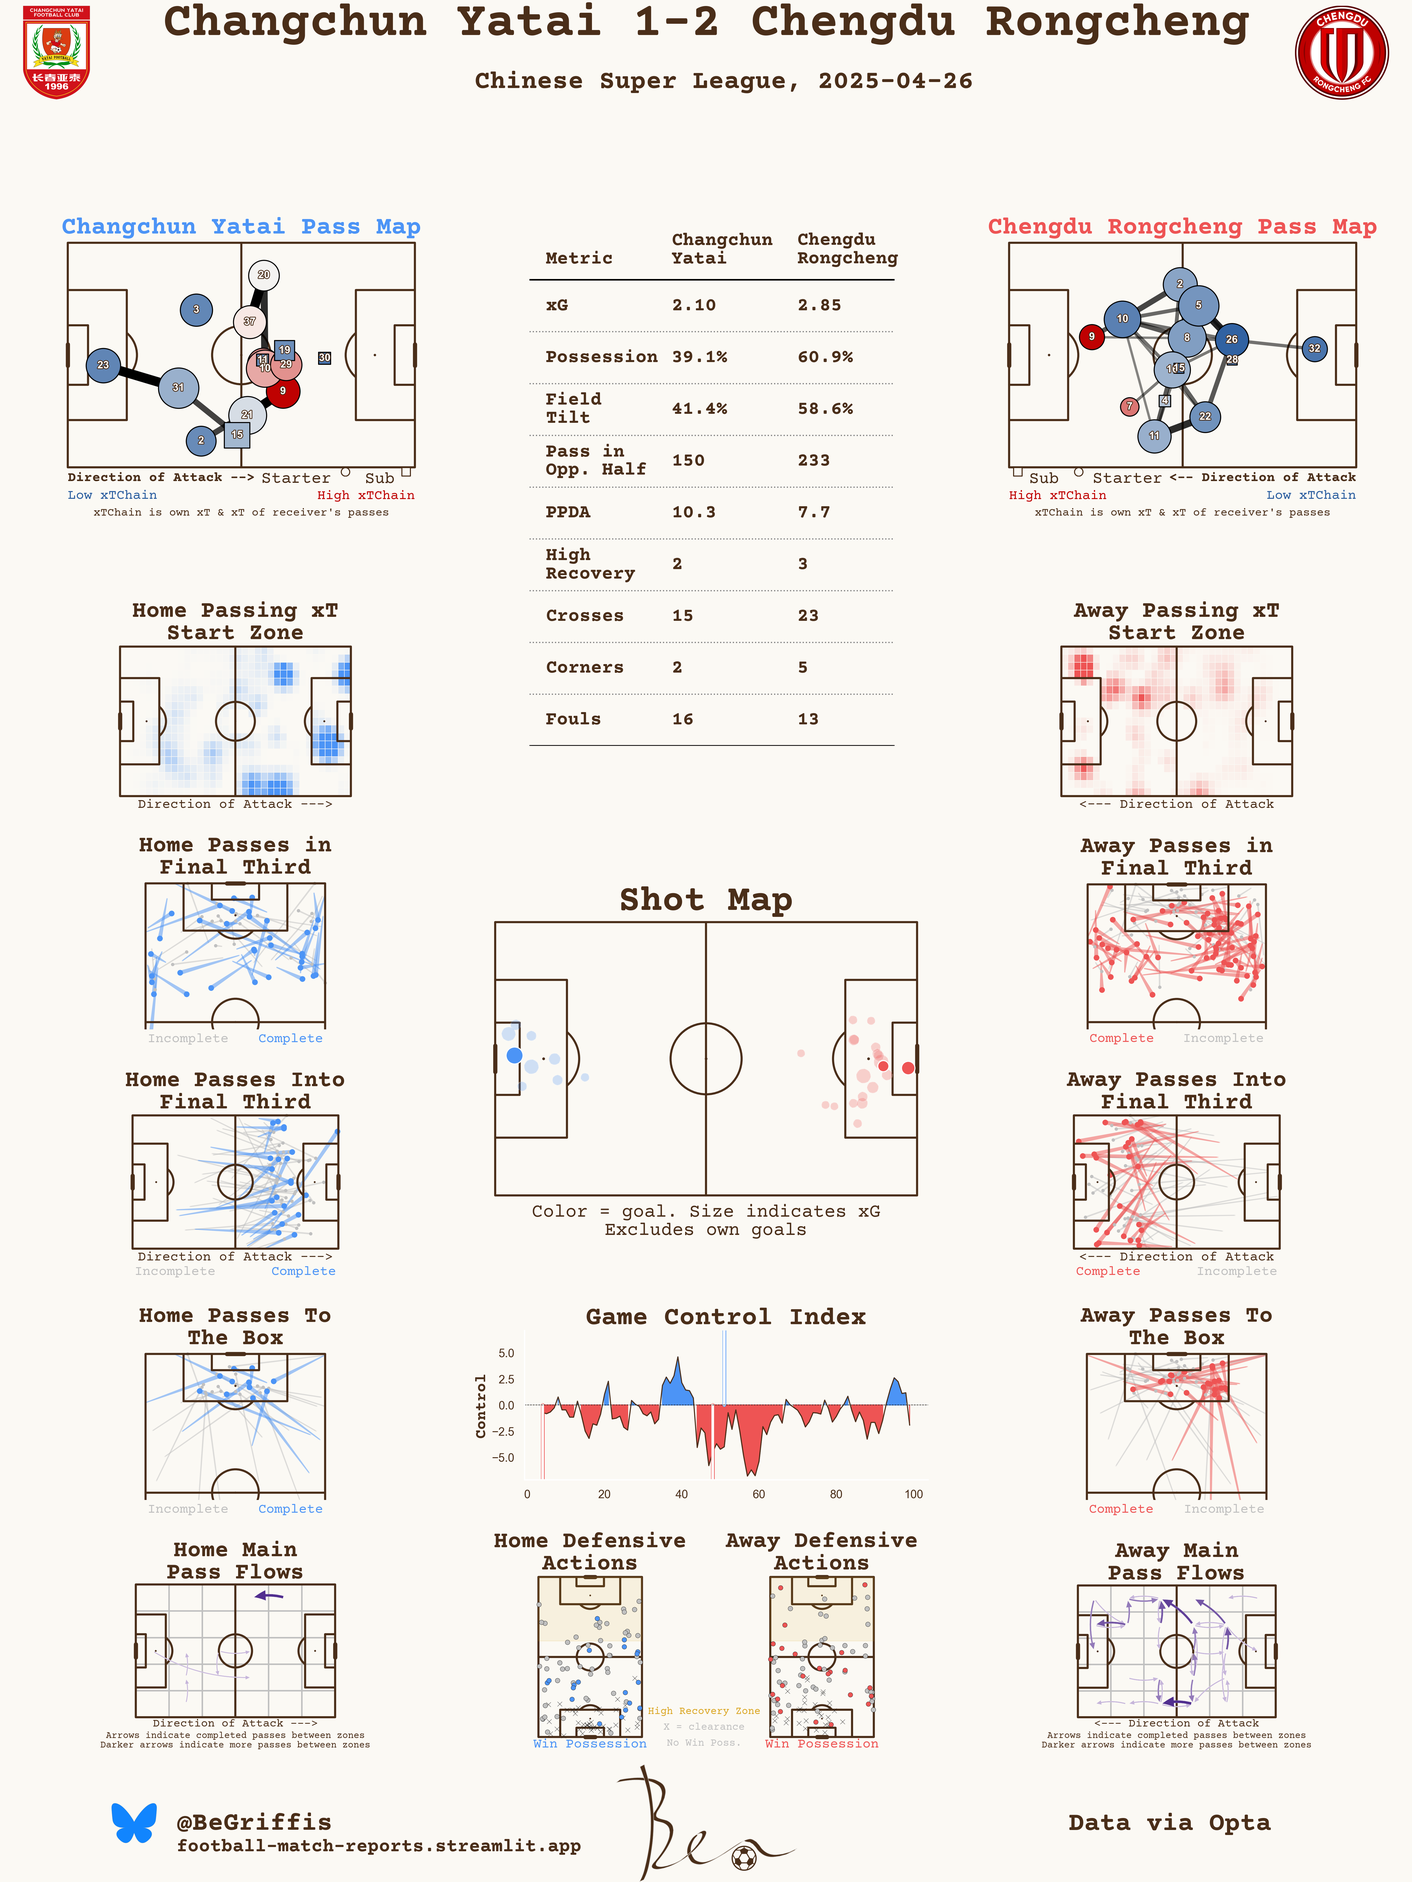 Changchun Yatai 1-2 Chengdu Rongcheng
Chinese Super League, 2025-04-26
CHANGCHUN YATAI
FOOTBALL CLUB
YATAI FOOTBALL
长春亚泰
1996
CHENGDU
RONGCHENG FC
Changchun Yatai Pass Map
20
3
37
19
11
30
23
10
29
31
9
21
15
2
Direction of Attack --> Starter Sub
Low xTChain High xTChain
xTChain is own xT & xT of receiver's passes
Metric Changchun Yatai Chengdu Rongcheng
xG 2.10 2.85
Possession 39.1% 60.9%
Field Tilt 41.4% 58.6%
Pass in Opp. Half 150 233
PPDA 10.3 7.7
High Recovery 2 3
Crosses 15 23
Corners 2 5
Fouls 16 13
Chengdu Rongcheng Pass Map
2
5
10
9
8
26
32
28
15
7
4
22
11
Sub Starter <-- Direction of Attack
High xTChain Low xTChain
xTChain is own xT & xT of receiver's passes
Home Passing xT
Start Zone
Direction of Attack --->
Away Passing xT
Start Zone
<--- Direction of Attack
Home Passes in
Final Third
Incomplete Complete
Away Passes in
Final Third
Complete Incomplete
Shot Map
Color = goal. Size indicates xG
Excludes own goals
Home Passes Into
Final Third
Direction of Attack --->
Incomplete Complete
Away Passes Into
Final Third
<--- Direction of Attack
Complete Incomplete
Home Passes To
The Box
Incomplete Complete
Game Control Index
Control
5.0
2.5
0.0
−2.5
−5.0
0 20 40 60 80 100
Away Passes To
The Box
Complete Incomplete
Home Main
Pass Flows
Direction of Attack --->
Arrows indicate completed passes between zones
Darker arrows indicate more passes between zones
Home Defensive
Actions
Win Possession
Away Defensive
Actions
Win Possession
High Recovery Zone
X = clearance
No Win Poss.
Away Main
Pass Flows
<--- Direction of Attack
Arrows indicate completed passes between zones
Darker arrows indicate more passes between zones
@BeGriffis
football-match-reports.streamlit.app
Ben
Data via Opta